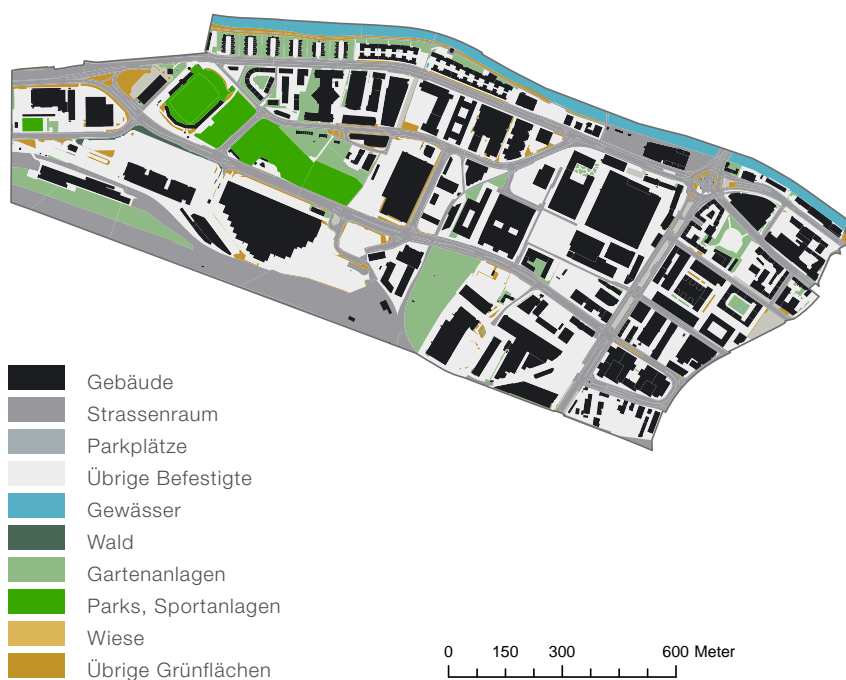 Gebäude
Strassenraum
Parkplätze
Übrige Befestigte
Gewässer
Wald
Gartenanlagen
Parks, Sportanlagen
Wiese
Übrige Grünflächen
0 150 300 600 Meter